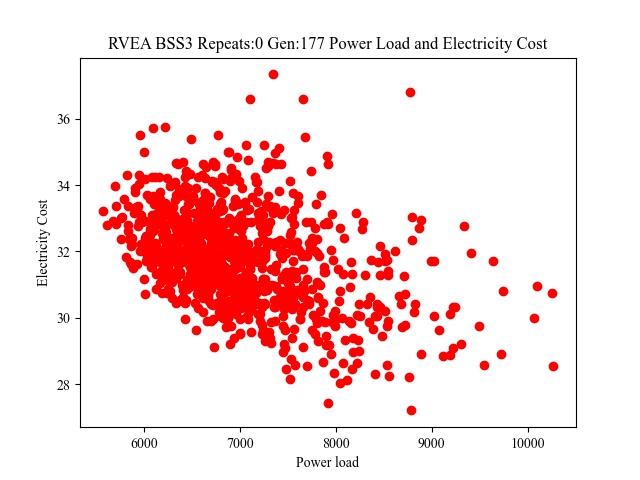 RVEA BSS3 Repeats:0 Gen:177 Power Load and Electricity Cost
Electricity Cost
36
34
32
30
28
6000 7000 8000 9000 10000
Power load